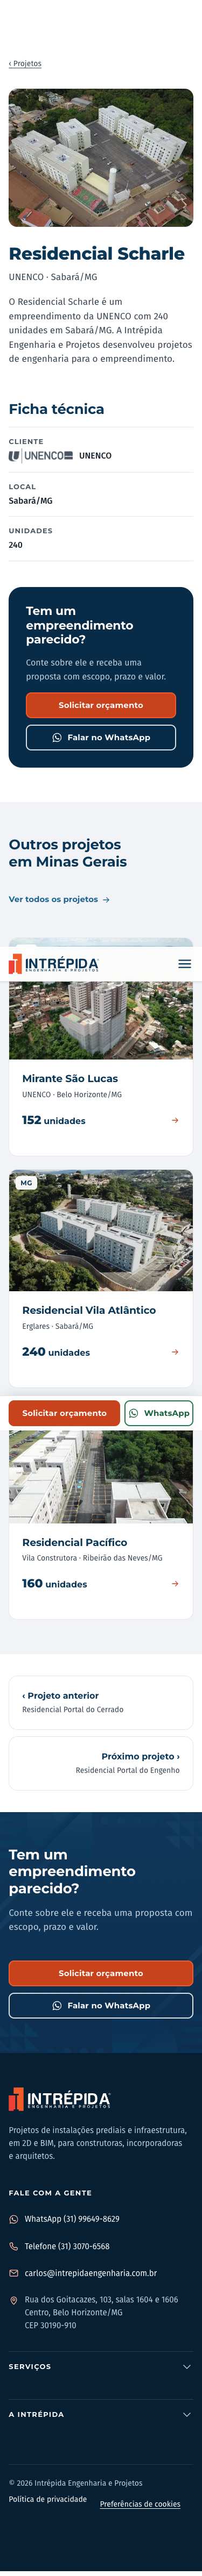 ‹ Projetos
Residencial Scharle
UNENCO · Sabará/MG
O Residencial Scharle é um
empreendimento da UNENCO com 240
unidades em Sabará/MG. A Intrépida
Engenharia e Projetos desenvolveu projetos
de engenharia para o empreendimento.
Ficha técnica
CLIENTE
UNENCO UNENCO
LOCAL
Sabará/MG
UNIDADES
240
Tem um
empreendimento
parecido?
Conte sobre ele e receba uma
proposta com escopo, prazo e valor.
Solicitar orçamento
Falar no WhatsApp
Outros projetos
em Minas Gerais
Ver todos os projetos →
INTRÉPIDA
ENGENHARIA E PROJETOS
Mirante São Lucas
UNENCO · Belo Horizonte/MG
152 unidades →
MG
Residencial Vila Atlântico
Erglares · Sabará/MG
240 unidades →
Solicitar orçamento WhatsApp
Residencial Pacífico
Vila Construtora · Ribeirão das Neves/MG
160 unidades →
‹ Projeto anterior
Residencial Portal do Cerrado
Próximo projeto ›
Residencial Portal do Engenho
Tem um
empreendimento
parecido?
Conte sobre ele e receba uma proposta com
escopo, prazo e valor.
Solicitar orçamento
Falar no WhatsApp
INTRÉPIDA
ENGENHARIA E PROJETOS
Projetos de instalações prediais e infraestrutura,
em 2D e BIM, para construtoras, incorporadoras
e arquitetos.
FALE COM A GENTE
WhatsApp (31) 99649-8629
Telefone (31) 3070-6568
carlos@intrepidaengenharia.com.br
Rua dos Goitacazes, 103, salas 1604 e 1606
Centro, Belo Horizonte/MG
CEP 30190-910
SERVIÇOS
A INTRÉPIDA
© 2026 Intrépida Engenharia e Projetos
Política de privacidade
Preferências de cookies